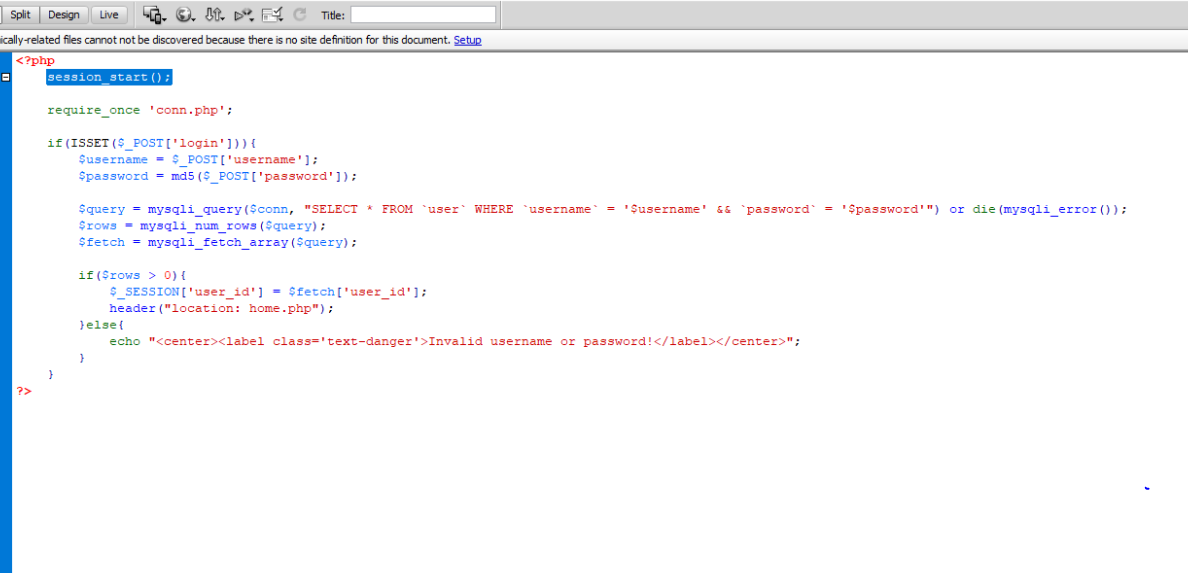 Split Design Live Title:
ically-related files cannot not be discovered because there is no site definition for this document. Setup
<?php
session_start();
require_once 'conn.php';
if(ISSET($_POST['login'])){
$username = $_POST['username'];
$password = md5($_POST['password']);
$query = mysqli_query($conn, "SELECT * FROM `user` WHERE `username` = '$username' && `password` = '$password'") or die(mysqli_error());
$rows = mysqli_num_rows($query);
$fetch = mysqli_fetch_array($query);
if($rows > 0){
$_SESSION['user_id'] = $fetch['user_id'];
header("location: home.php");
}else{
echo "<center><label class='text-danger'>Invalid username or password!</label></center>";
}
}
?>